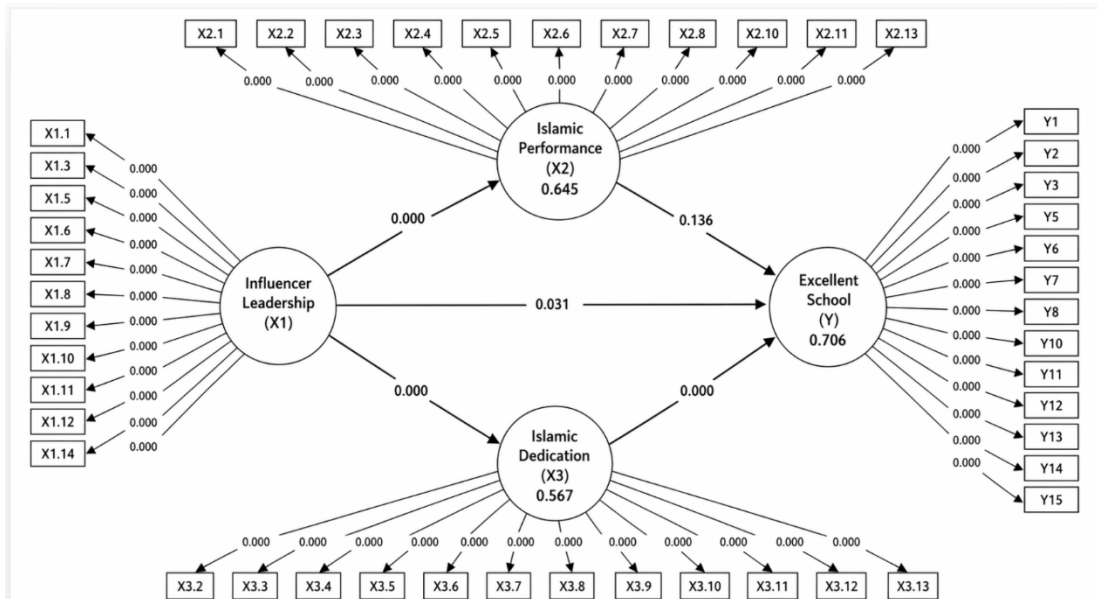 X2.1 X2.2 X2.3 X2.4 X2.5 X2.6 X2.7 X2.8 X2.10 X2.11 X2.13
0.000 0.000 0.000 0.000 0.000 0.000 0.000 0.000 0.000 0.000 0.000
Islamic
Performance
(X2)
0.645
X1.1
X1.3
X1.5
X1.6
X1.7
X1.8
X1.9
X1.10
X1.11
X1.12
X1.14
0.000
0.000
0.000
0.000
0.000
0.000
0.000
0.000
0.000
0.000
0.000
Influencer
Leadership
(X1)
0.000
0.136
0.031
0.000
0.000
Excellent
School
(Y)
0.706
0.000
0.000
0.000
0.000
0.000
0.000
0.000
0.000
0.000
0.000
0.000
0.000
0.000
Y1
Y2
Y3
Y5
Y6
Y7
Y8
Y10
Y11
Y12
Y13
Y14
Y15
Islamic
Dedication
(X3)
0.567
0.000 0.000 0.000 0.000 0.000 0.000 0.000 0.000 0.000 0.000 0.000 0.000
X3.2 X3.3 X3.4 X3.5 X3.6 X3.7 X3.8 X3.9 X3.10 X3.11 X3.12 X3.13